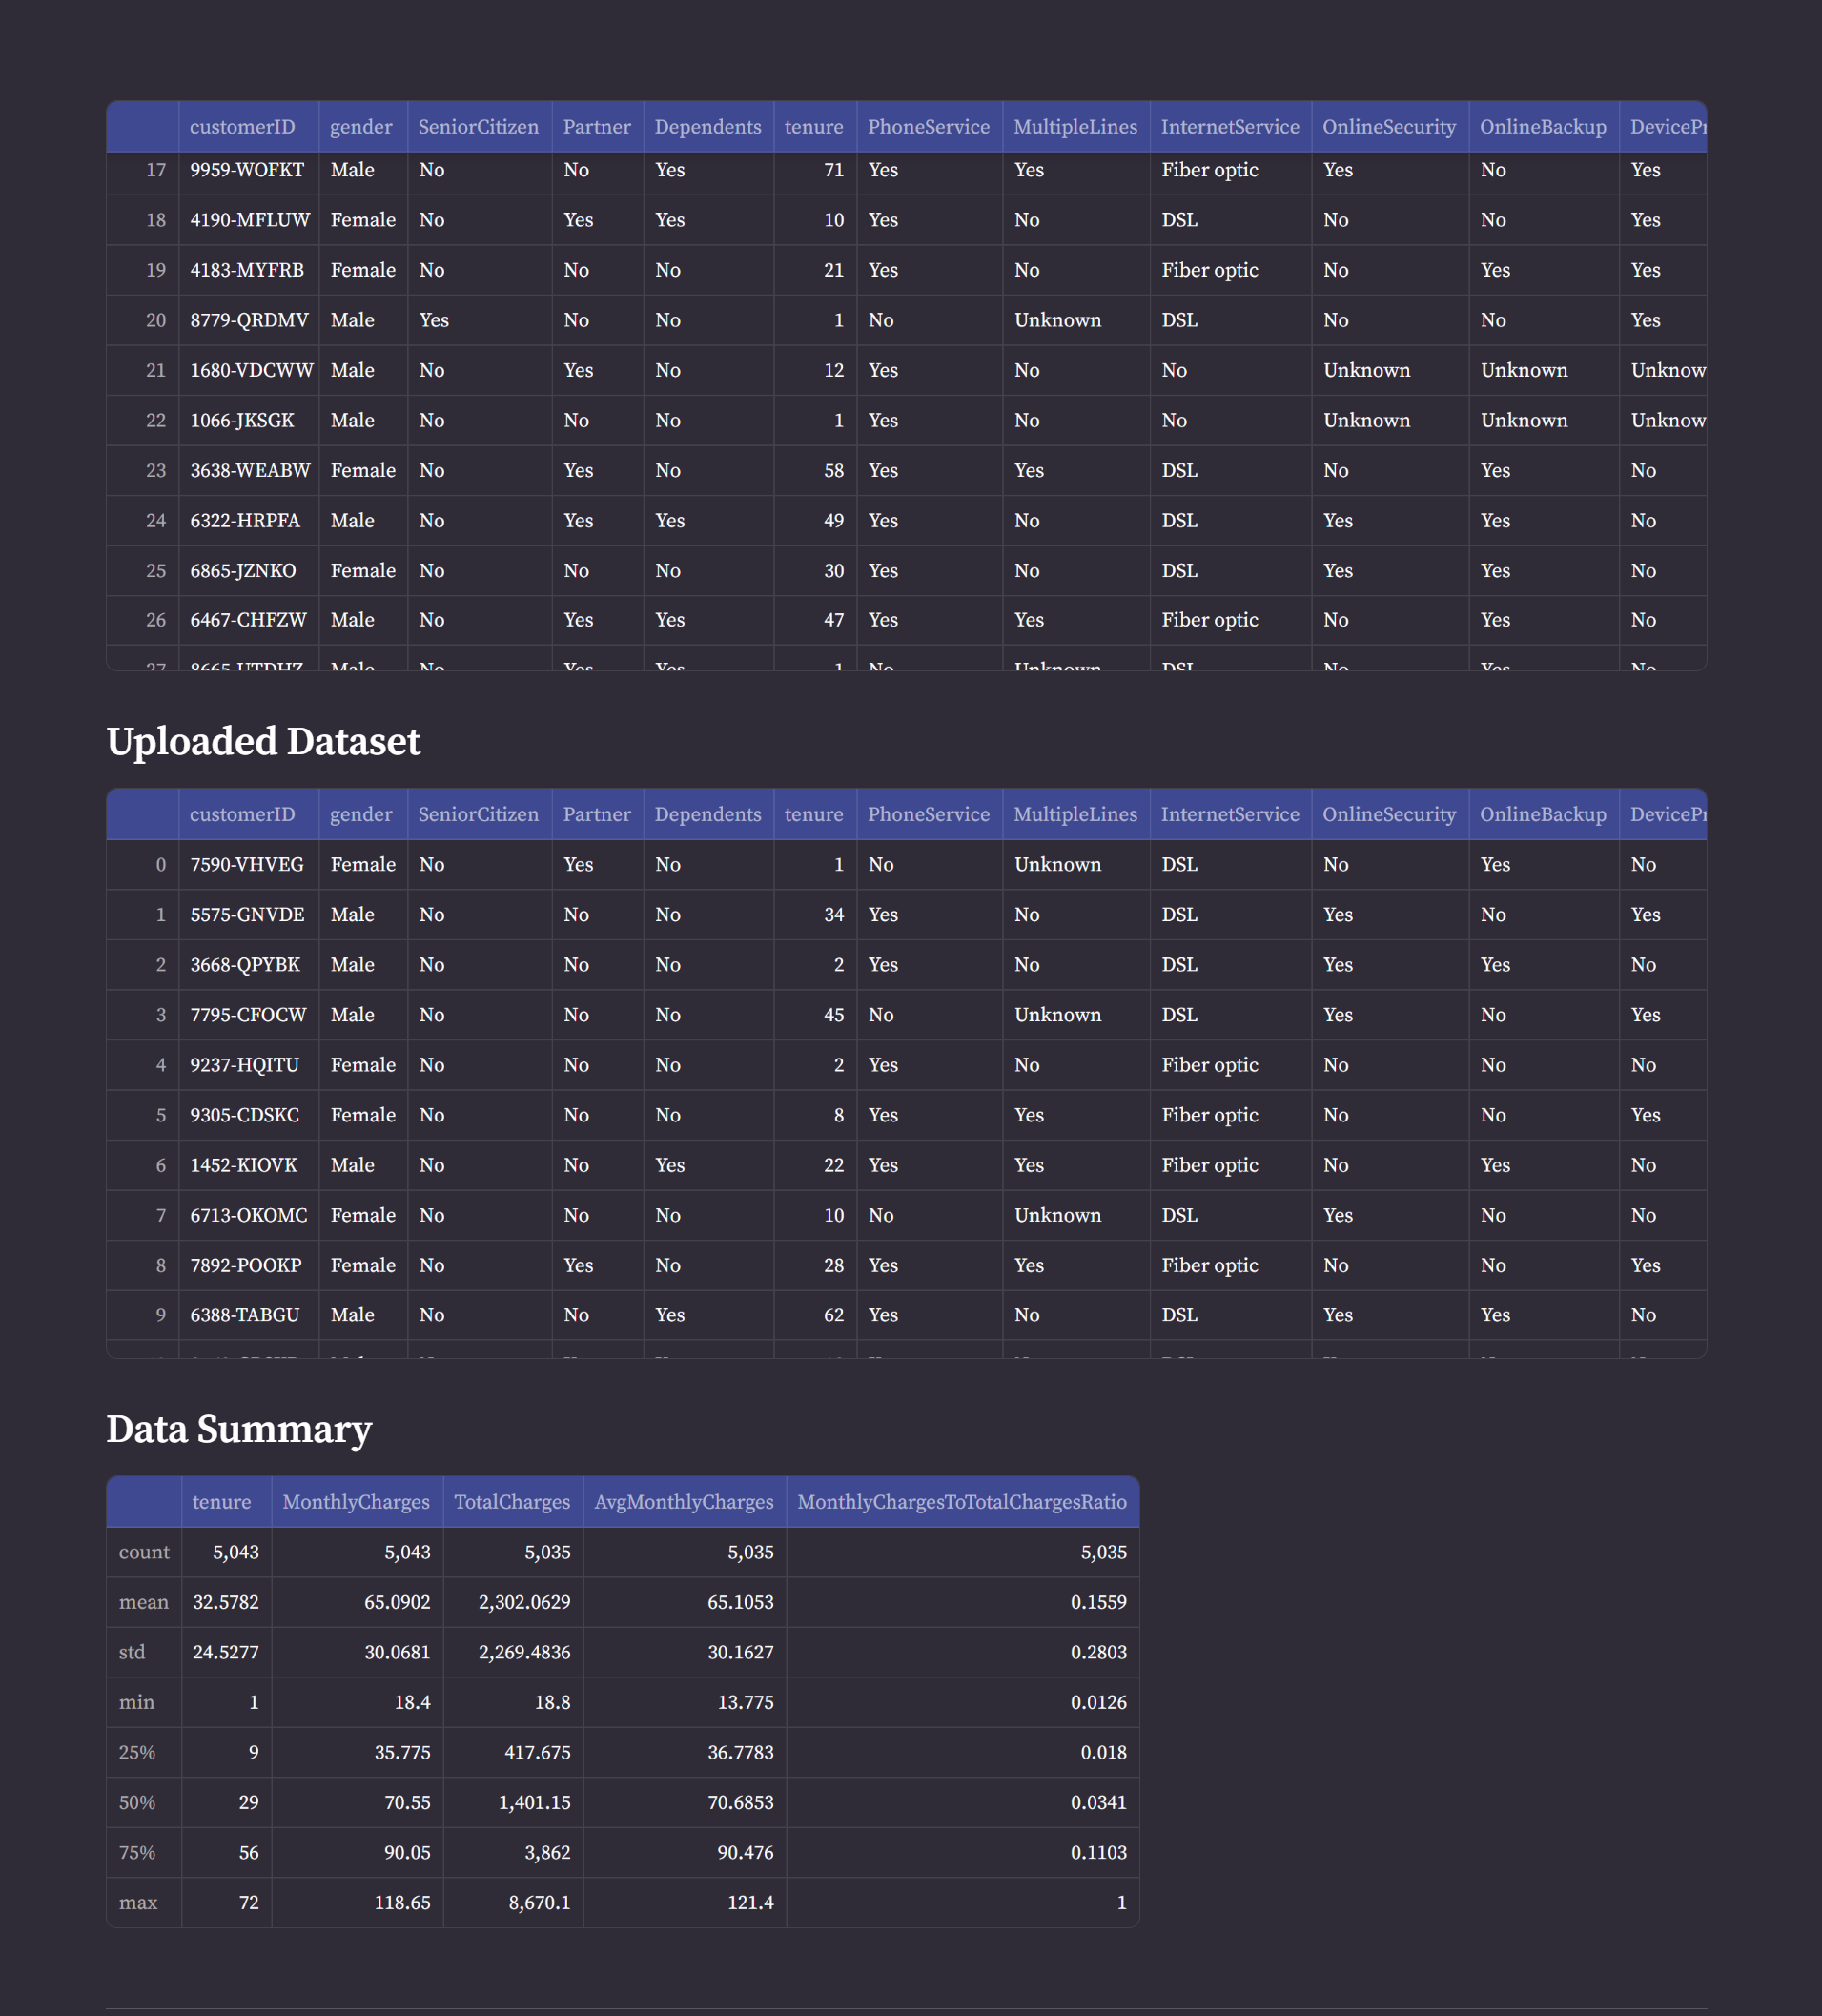 customerID gender SeniorCitizen Partner Dependents tenure PhoneService MultipleLines InternetService OnlineSecurity OnlineBackup DevicePr
17 9959-WOFKT Male No No Yes 71 Yes Yes Fiber optic Yes No Yes
18 4190-MFLUW Female No Yes Yes 10 Yes No DSL No No Yes
19 4183-MYFRB Female No No No 21 Yes No Fiber optic No Yes Yes
20 8779-QRDMV Male Yes No No 1 No Unknown DSL No No Yes
21 1680-VDCWW Male No Yes No 12 Yes No No Unknown Unknown Unknow
22 1066-JKSGK Male No No No 1 Yes No No Unknown Unknown Unknow
23 3638-WEABW Female No Yes No 58 Yes Yes DSL No Yes No
24 6322-HRPFA Male No Yes Yes 49 Yes No DSL Yes Yes No
25 6865-JZNKO Female No No No 30 Yes No DSL Yes Yes No
26 6467-CHFZW Male No Yes Yes 47 Yes Yes Fiber optic No Yes No
27 8665-UTDHZ Male No Yes Yes 1 No Unknown DSL No Yes No
Uploaded Dataset
customerID gender SeniorCitizen Partner Dependents tenure PhoneService MultipleLines InternetService OnlineSecurity OnlineBackup DevicePr
0 7590-VHVEG Female No Yes No 1 No Unknown DSL No Yes No
1 5575-GNVDE Male No No No 34 Yes No DSL Yes No Yes
2 3668-QPYBK Male No No No 2 Yes No DSL Yes Yes No
3 7795-CFOCW Male No No No 45 No Unknown DSL Yes No Yes
4 9237-HQITU Female No No No 2 Yes No Fiber optic No No No
5 9305-CDSKC Female No No No 8 Yes Yes Fiber optic No No Yes
6 1452-KIOVK Male No No Yes 22 Yes Yes Fiber optic No Yes No
7 6713-OKOMC Female No No No 10 No Unknown DSL Yes No No
8 7892-POOKP Female No Yes No 28 Yes Yes Fiber optic No No Yes
9 6388-TABGU Male No No Yes 62 Yes No DSL Yes Yes No
Data Summary
tenure MonthlyCharges TotalCharges AvgMonthlyCharges MonthlyChargesToTotalChargesRatio
count 5,043 5,043 5,035 5,035 5,035
mean 32.5782 65.0902 2,302.0629 65.1053 0.1559
std 24.5277 30.0681 2,269.4836 30.1627 0.2803
min 1 18.4 18.8 13.775 0.0126
25% 9 35.775 417.675 36.7783 0.018
50% 29 70.55 1,401.15 70.6853 0.0341
75% 56 90.05 3,862 90.476 0.1103
max 72 118.65 8,670.1 121.4 1